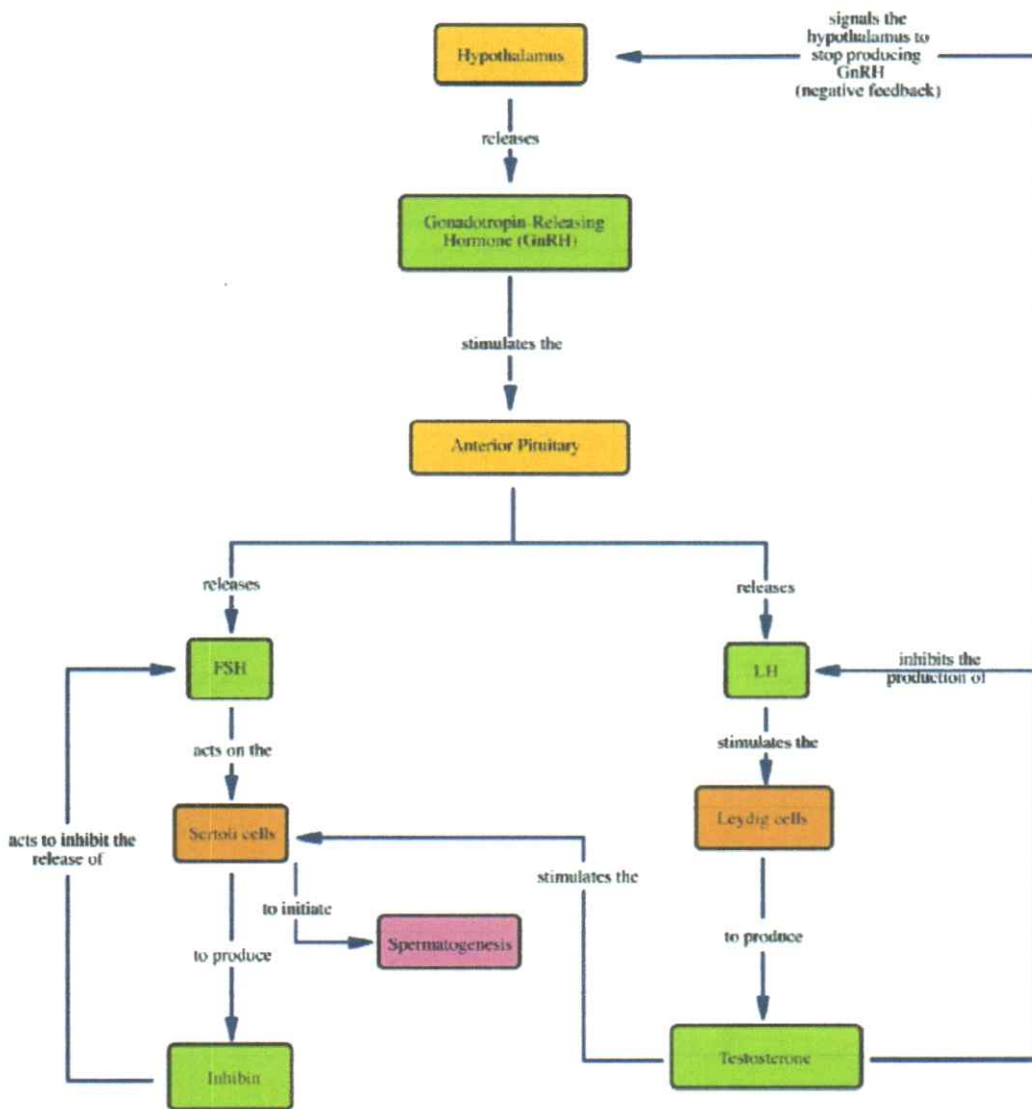 signals the
hypothalamus to
stop producing
GnRH
(negative feedback)
Hypothalamus
releases
Gonadotropin-Releasing
Hormone (GnRH)
stimulates the
Anterior Pituitary
releases
releases
FSH
LH
inhibits the
production of
acts on the
stimulates the
Sertoli cells
Leydig cells
acts to inhibit the
release of
stimulates the
to initiate
Spermatogenesis
to produce
to produce
Inhibin
Testosterone